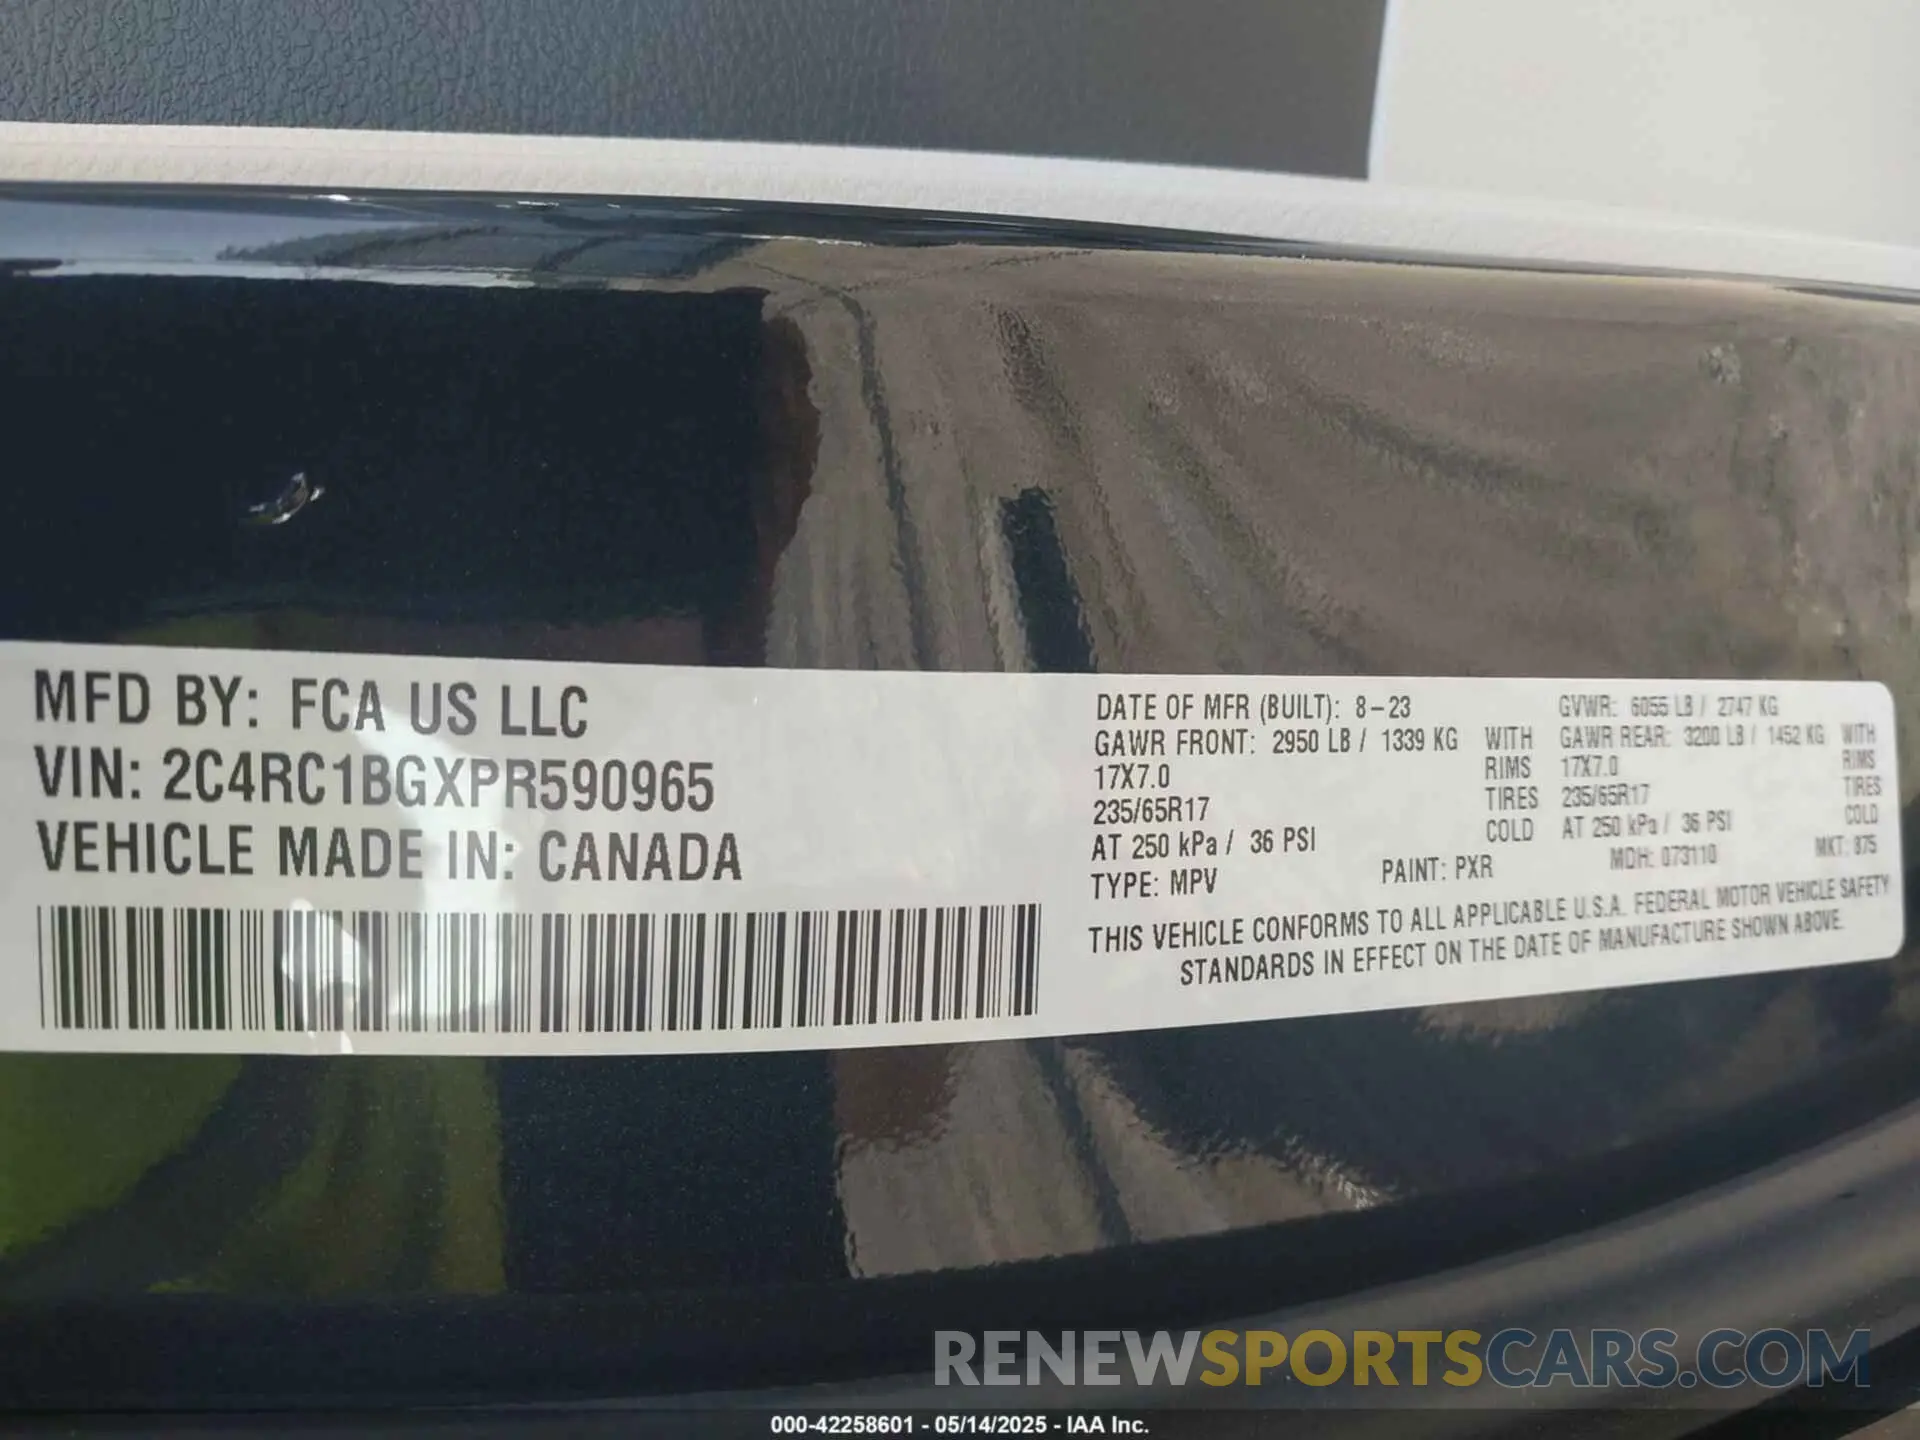 MFD BY: FCA US LLC
VIN: 2C4RC1BGXPR590965
VEHICLE MADE IN: CANADA
DATE OF MFR (BUILT): 8-23 GVWR: 6055 LB / 2747 KG
GAWR FRONT: 2950 LB / 1339 KG WITH GAWR REAR: 3200 LB / 1452 KG WITH
17X7.0 RIMS 17X7.0 RIMS
235/65R17 TIRES 235/65R17 TIRES
AT 250 kPa / 36 PSI COLD AT 250 kPa / 36 PSI COLD
TYPE: MPV PAINT: PXR MDH: 073110 MKT: 875
THIS VEHICLE CONFORMS TO ALL APPLICABLE U.S.A. FEDERAL MOTOR VEHICLE SAFETY
STANDARDS IN EFFECT ON THE DATE OF MANUFACTURE SHOWN ABOVE.
RENEWSPORTSCARS.COM
000-42258601 - 05/14/2025 - IAA Inc.